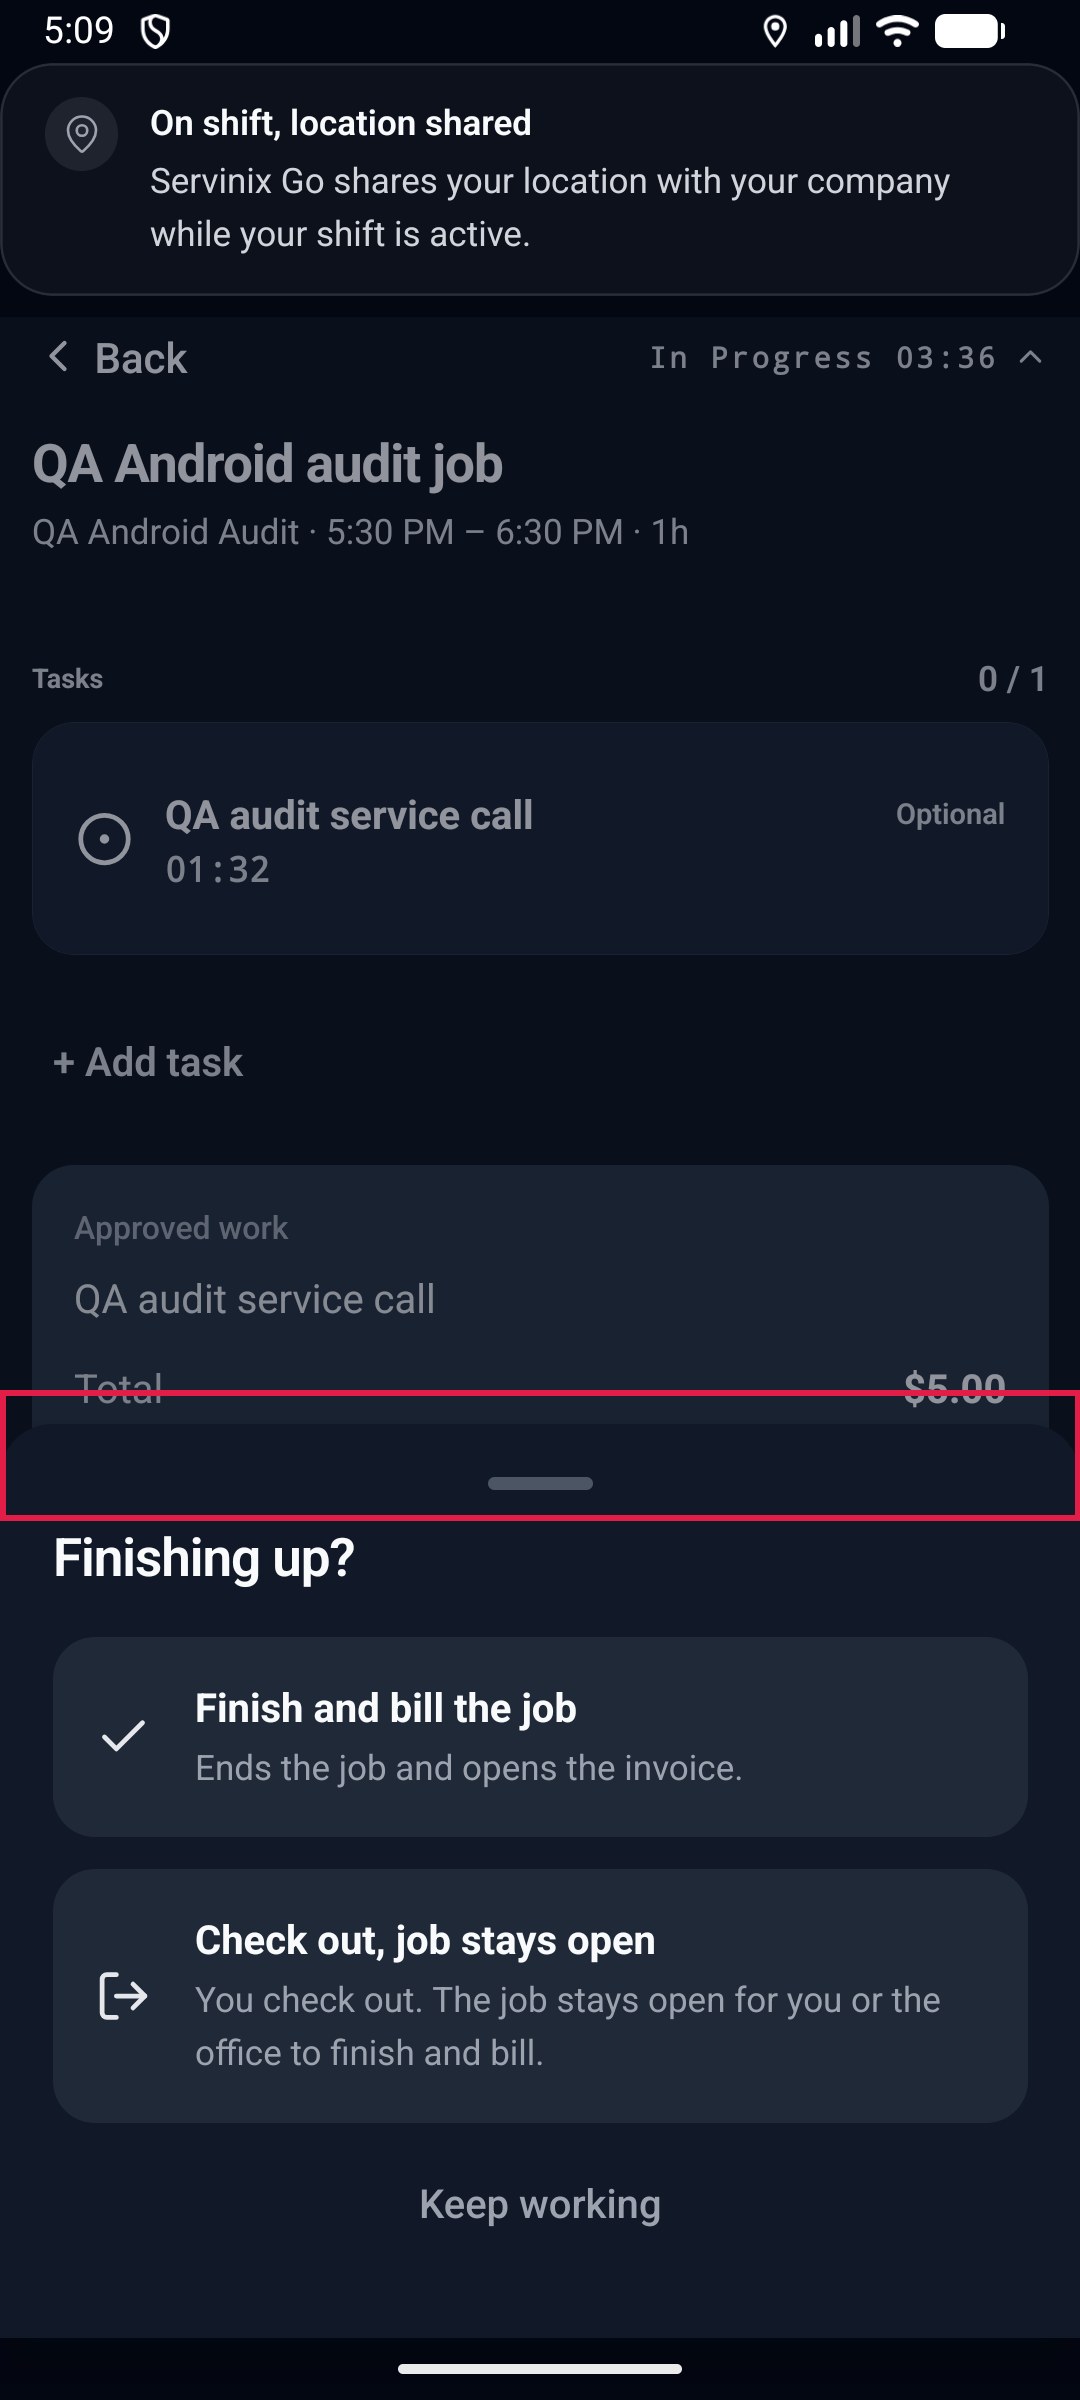 5:09
On shift, location shared
Servinix Go shares your location with your company
while your shift is active.
Back
In Progress 03:36
QA Android audit job
QA Android Audit · 5:30 PM – 6:30 PM · 1h
Tasks
0 / 1
QA audit service call
Optional
01:32
+ Add task
Approved work
QA audit service call
Total
$5.00
Finishing up?
Finish and bill the job
Ends the job and opens the invoice.
Check out, job stays open
You check out. The job stays open for you or the
office to finish and bill.
Keep working